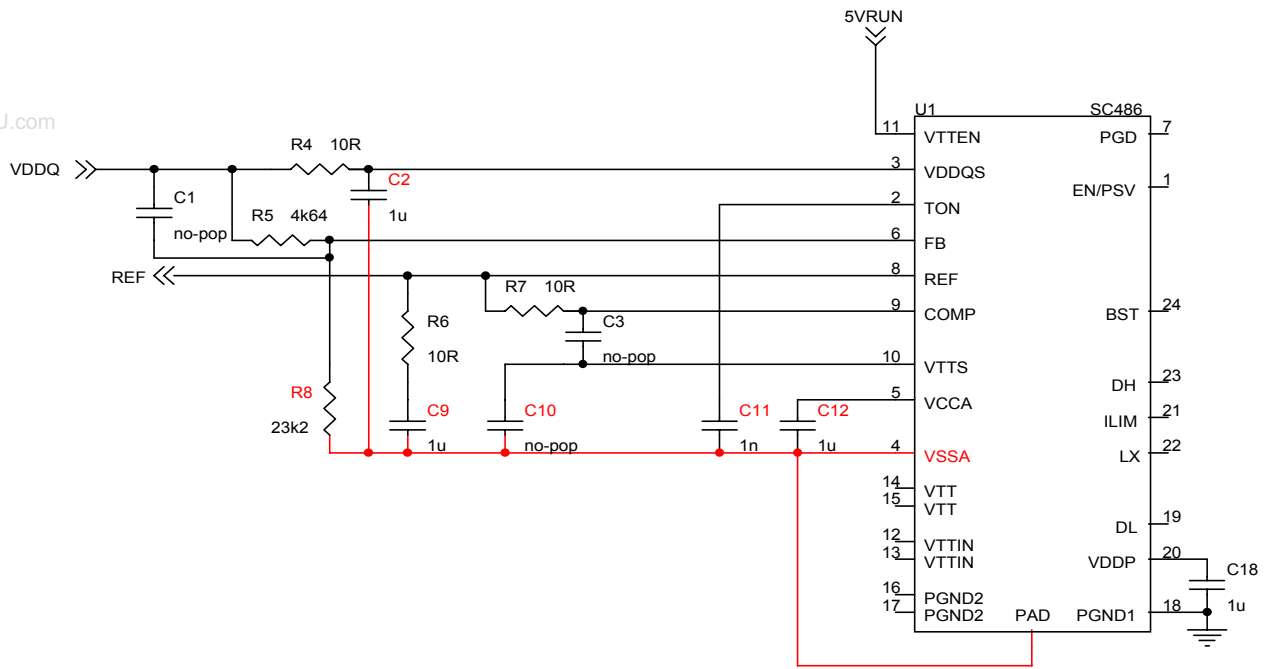 5VRUN
U1 SC486
U.com
11 VTTEN PGD 7
R4 10R
VDDQ 3 VDDQS
C2 EN/PSV 1
C1 2 TON
1u
R5 4k64
no-pop 6 FB
REF 8 REF
R7 10R
9 COMP BST 24
R6 C3
10R no-pop 10 VTTS
DH 23
R8 5 VCCA
C9 C10 C11 C12 ILIM 21
23k2
1u no-pop 1n 1u 4 VSSA LX 22
14 VTT
15 VTT
DL 19
12 VTTIN
13 VTTIN VDDP 20
C18
16 PGND2 1u
17 PGND2 PAD PGND1 18